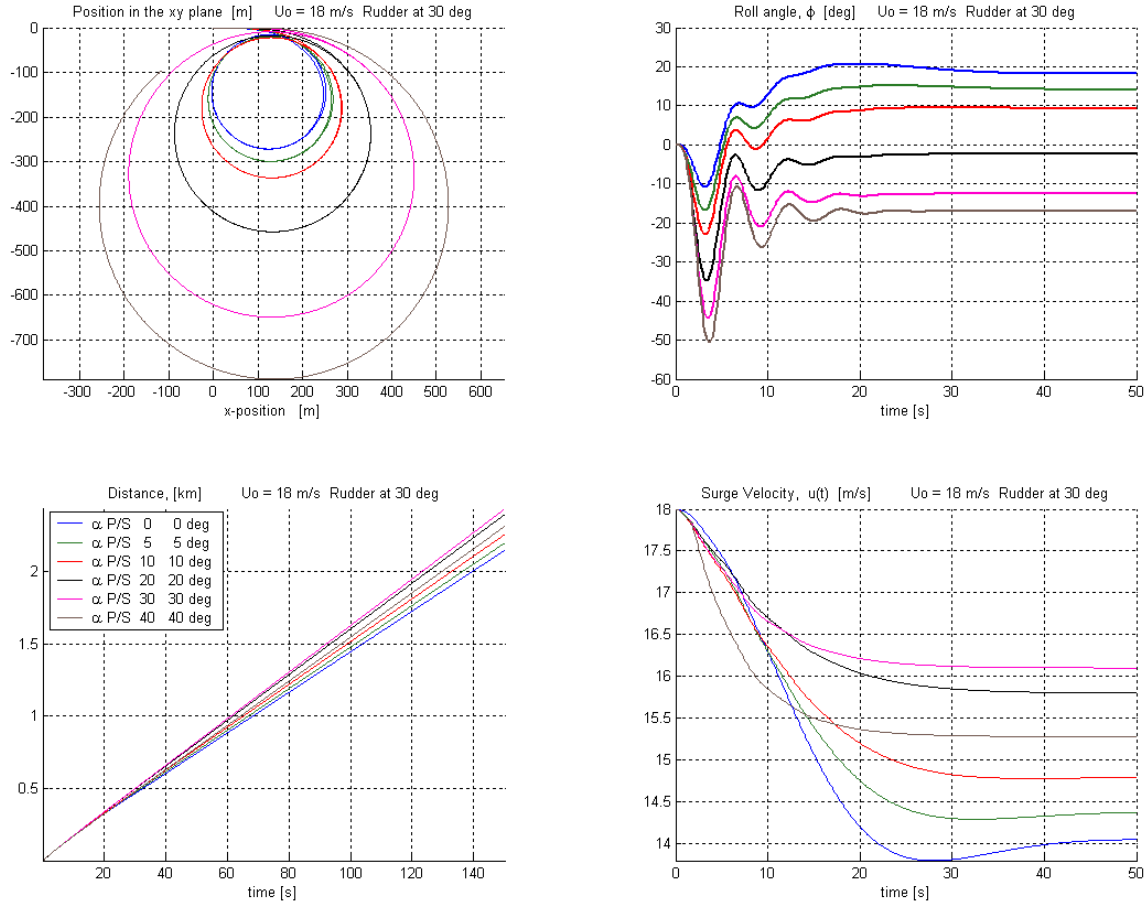 Position in the xy plane [m] Uo = 18 m/s Rudder at 30 deg
0
-100
-200
-300
-400
-500
-600
-700
-300 -200 -100 0 100 200 300 400 500 600
x-position [m]
Roll angle, ϕ [deg] Uo = 18 m/s Rudder at 30 deg
30
20
10
0
-10
-20
-30
-40
-50
-60
0 10 20 30 40 50
time [s]
Distance, [km] Uo = 18 m/s Rudder at 30 deg
α P/S 0 0 deg
α P/S 5 5 deg
α P/S 10 10 deg
α P/S 20 20 deg
α P/S 30 30 deg
α P/S 40 40 deg
2
1.5
1
0.5
20 40 60 80 100 120 140
time [s]
Surge Velocity, u(t) [m/s] Uo = 18 m/s Rudder at 30 deg
18
17.5
17
16.5
16
15.5
15
14.5
14
0 10 20 30 40 50
time [s]